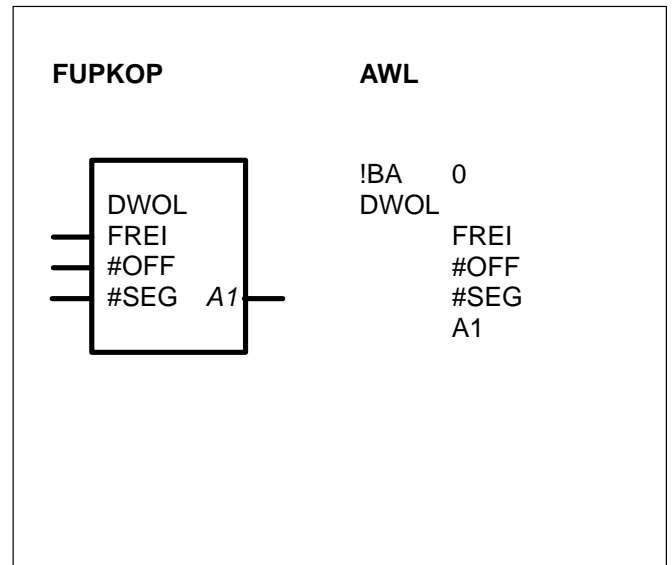 FUPKOP AWL
DWOL
FREI
#OFF
#SEG A1
!BA 0
DWOL
FREI
#OFF
#SEG
A1